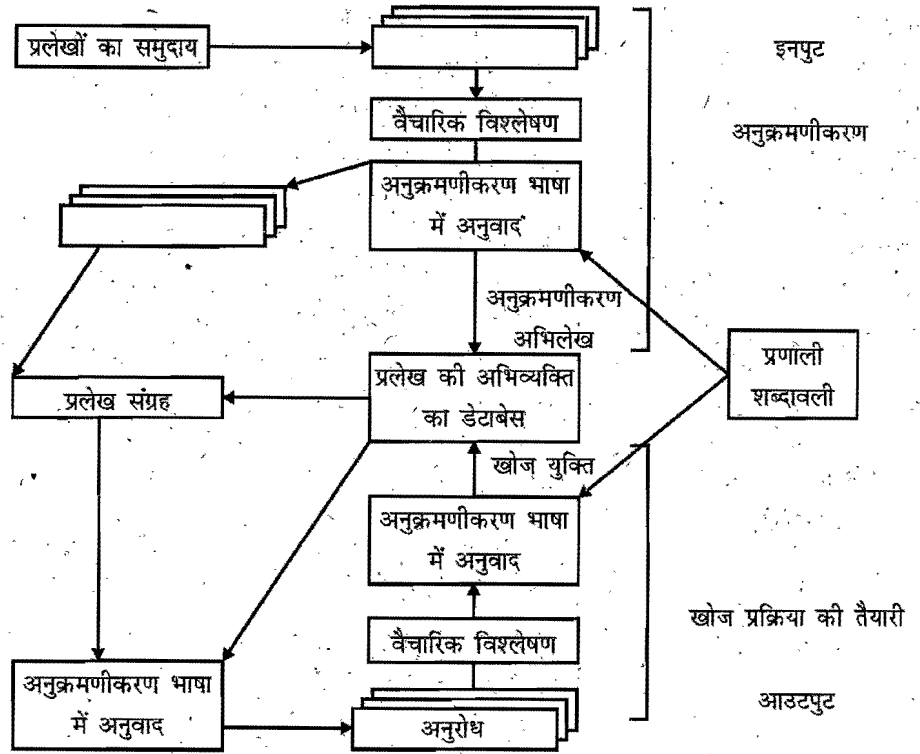 प्रलेखों का समुदाय
इनपुट
वैचारिक विश्लेषण
अनुक्रमणीकरण
अनुक्रमणीकरण भाषा
में अनुवाद
अनुक्रमणीकरण
अभिलेख
प्रणाली
शब्दावली
प्रलेख की अभिव्यक्ति
का डेटाबेस
प्रलेख संग्रह
खोज युक्ति
अनुक्रमणीकरण भाषा
में अनुवाद
खोज प्रक्रिया की तैयारी
वैचारिक विश्लेषण
अनुक्रमणीकरण भाषा
में अनुवाद
आउटपुट
अनुरोध